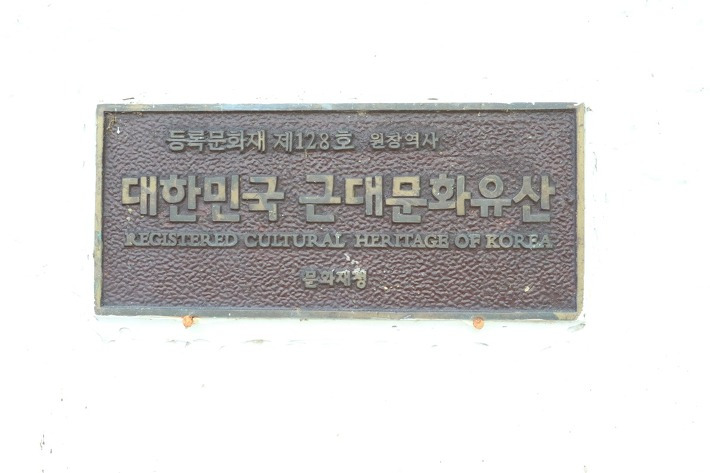 등록문화재 제128호 원창역사
대한민국 근대문화유산
REGISTERED CULTURAL HERITAGE OF KOREA
문화재청